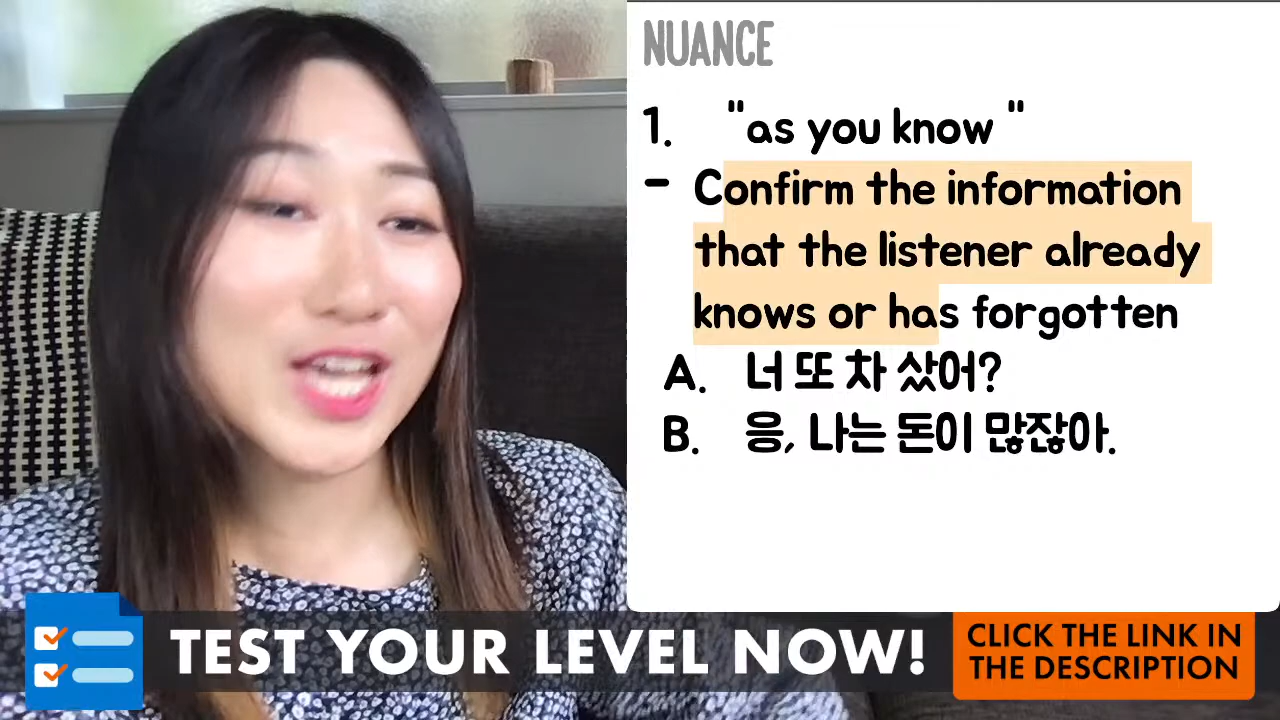 NUANCE
1. "as you know "
- Confirm the information
that the listener already
knows or has forgotten
A. 너 또 차 샀어?
B. 응, 나는 돈이 많잖아.
TEST YOUR LEVEL NOW!
CLICK THE LINK IN
THE DESCRIPTION